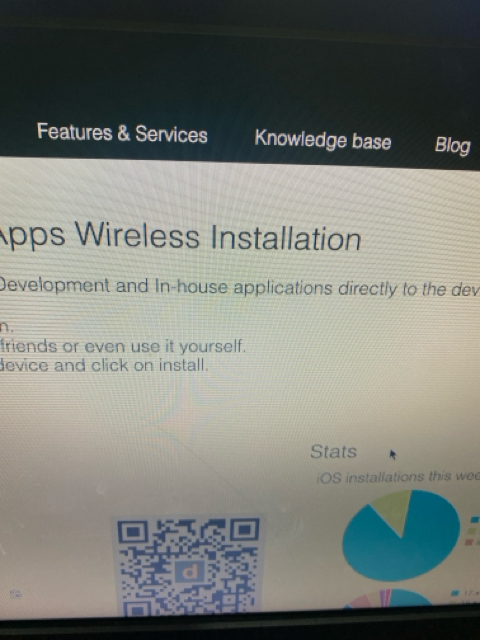 Features & Services Knowledge base Blog
Apps Wireless Installation
Development and In-house applications directly to the dev
n.
friends or even use it yourself.
device and click on install.
Stats
iOS installations this wee
d